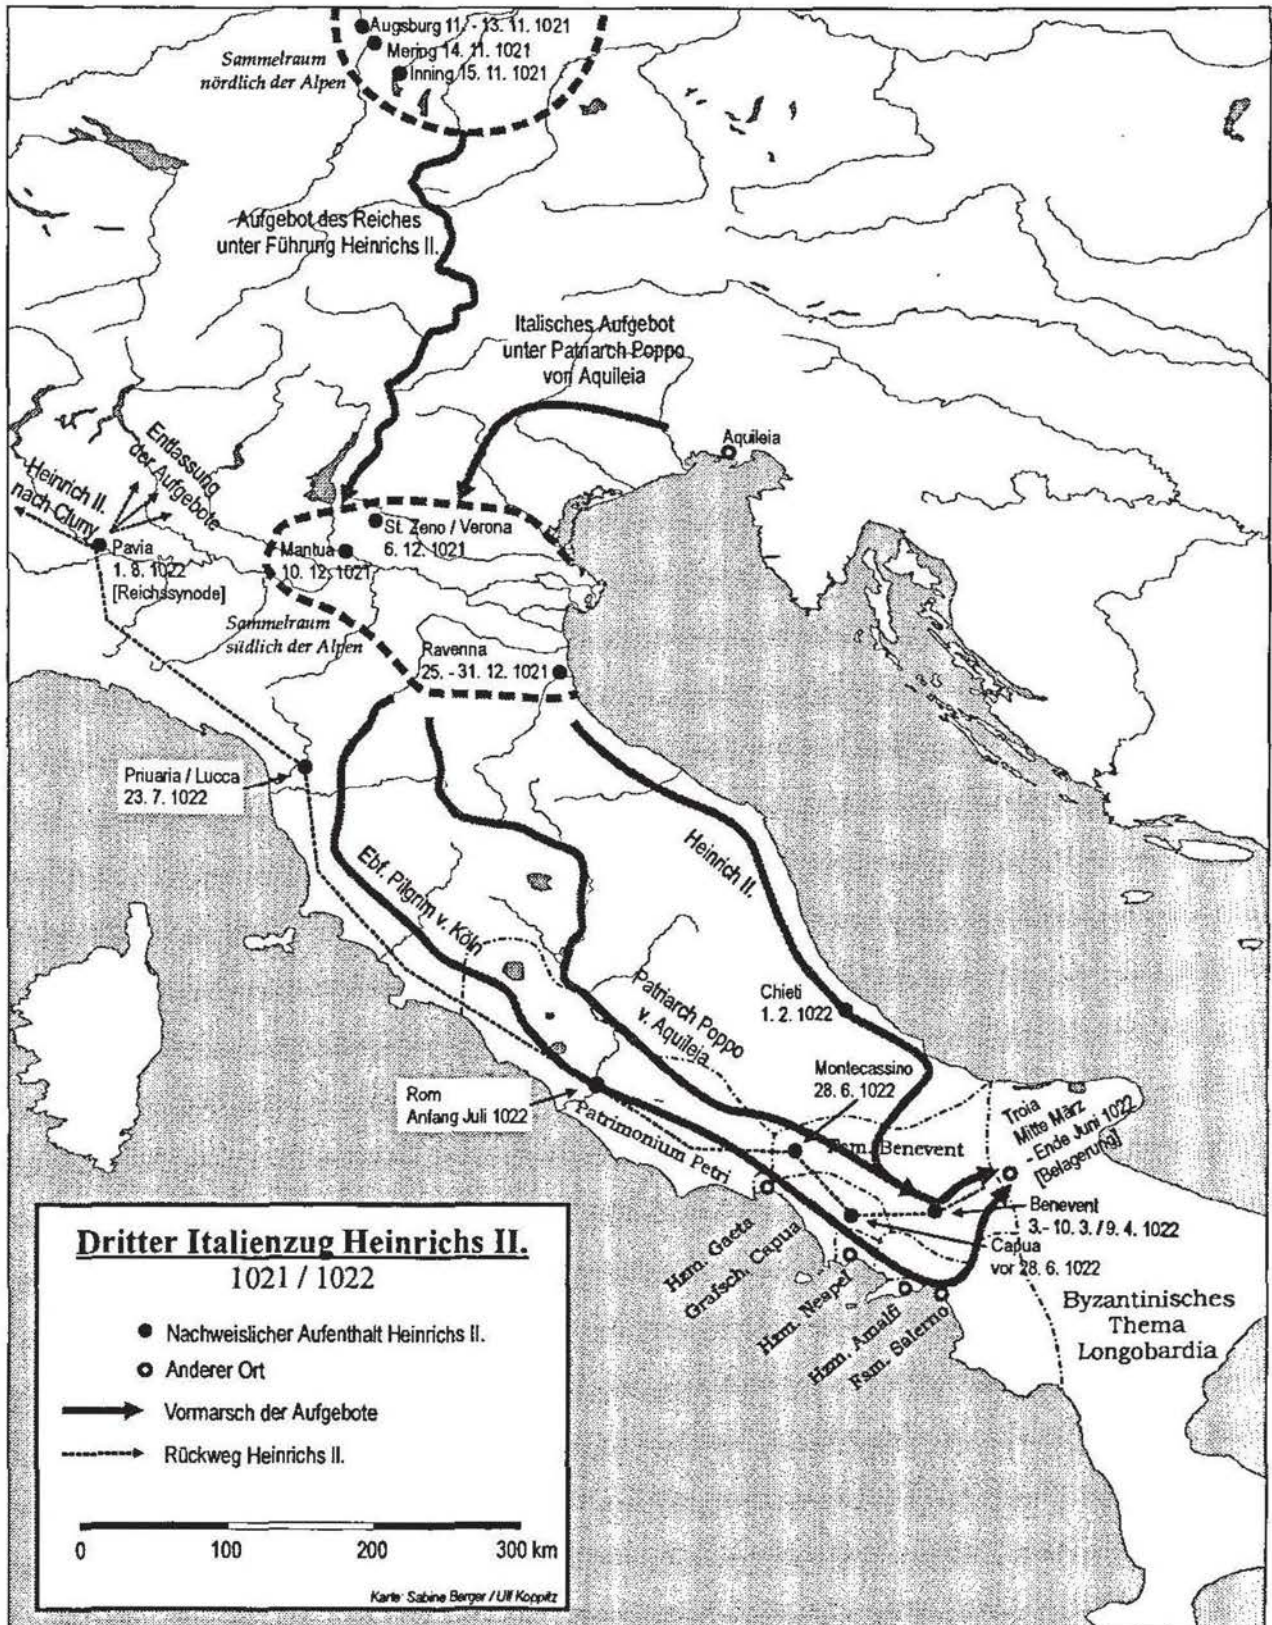 Augsburg 11. - 13. 11. 1021
Mering 14. 11. 1021
Inning 15. 11. 1021
Sammelraum
nördlich der Alpen
Aufgebot des Reiches
unter Führung Heinrichs II.
Italisches Aufgebot
unter Patriarch Poppo
von Aquileia
Aquileia
Entlassung
der Aufgebote
Heinrich II.
nach Cluny
Pavia
1. 8. 1022
[Reichssynode]
St. Zeno / Verona
6. 12. 1021
Mantua
10. 12. 1021
Sammelraum
südlich der Alpen
Ravenna
25. - 31. 12. 1021
Priuaria / Lucca
23. 7. 1022
Ebf. Pilgrim v. Köln
Heinrich II.
Patriarch Poppo
v. Aquileja
Chieti
1. 2. 1022
Montecassino
28. 6. 1022
Rom
Anfang Juli 1022
Patrimonium Petri
Fsm. Benevent
Troia
Mitte März
- Ende Juni 1022
[Belagerung]
Benevent
3.- 10. 3. / 9. 4. 1022
Capua
vor 28. 6. 1022
Hzm. Gaeta
Grafsch. Capua
Hzm. Neapel
Hzm. Amalfi
Fsm. Salerno
Byzantinisches
Thema
Longobardia
Dritter Italienzug Heinrichs II.
1021 / 1022
Nachweislicher Aufenthalt Heinrichs II.
Anderer Ort
Vormarsch der Aufgebote
Rückweg Heinrichs II.
0 100 200 300 km
Karte: Sabine Berger / Ulf Koppitz